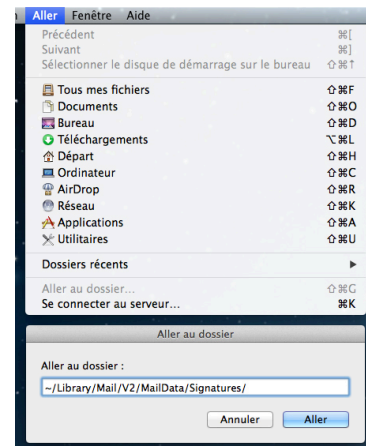 Aller Fenêtre Aide
Précédent ⌘[
Suivant ⌘]
Sélectionner le disque de démarrage sur le bureau ⇧⌘↑
Tous mes fichiers ⇧⌘F
Documents ⇧⌘O
Bureau ⇧⌘D
Téléchargements ⌥⌘L
Départ ⇧⌘H
Ordinateur ⇧⌘C
AirDrop ⇧⌘R
Réseau ⇧⌘K
Applications ⇧⌘A
Utilitaires ⇧⌘U
Dossiers récents ▶
Aller au dossier... ⇧⌘G
Se connecter au serveur... ⌘K
Aller au dossier
Aller au dossier :
~/Library/Mail/V2/MailData/Signatures/
Annuler Aller